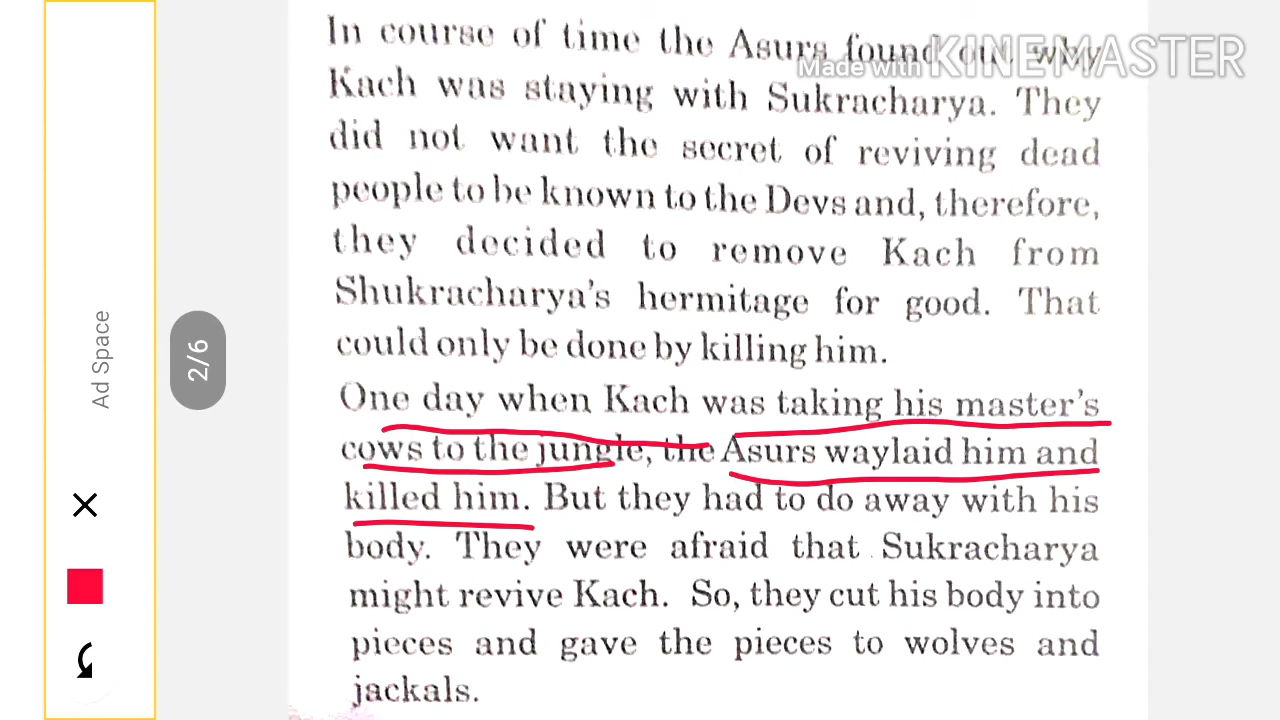 In course of time the Asurs found out why
Made with KINEMASTER
Kach was staying with Sukracharya. They
did not want the secret of reviving dead
people to be known to the Devs and, therefore,
they decided to remove Kach from
Shukracharya's hermitage for good. That
could only be done by killing him.
One day when Kach was taking his master's
cows to the jungle, the Asurs waylaid him and
killed him. But they had to do away with his
body. They were afraid that Sukracharya
might revive Kach. So, they cut his body into
pieces and gave the pieces to wolves and
jackals.
Ad Space
2/6